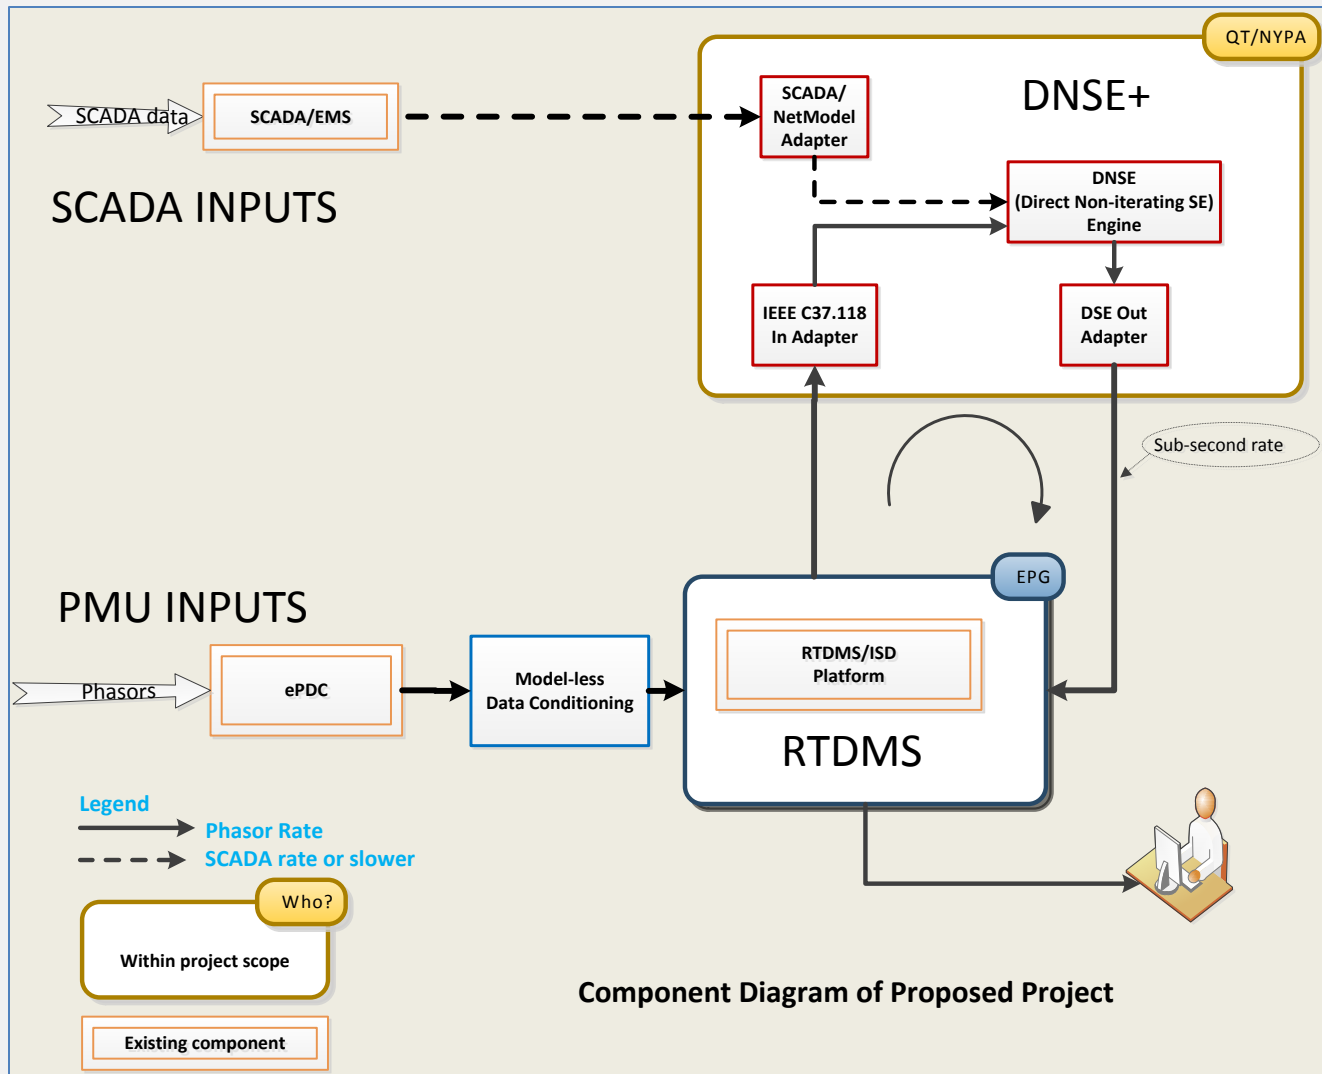 QT/NYPA
DNSE+
SCADA data
SCADA/EMS
SCADA/
NetModel
Adapter
SCADA INPUTS
DNSE
(Direct Non-iterating SE)
Engine
IEEE C37.118
In Adapter
DSE Out
Adapter
Sub-second rate
EPG
PMU INPUTS
Phasors
ePDC
Model-less
Data Conditioning
RTDMS/ISD
Platform
RTDMS
Legend
Phasor Rate
SCADA rate or slower
Who?
Within project scope
Existing component
Component Diagram of Proposed Project